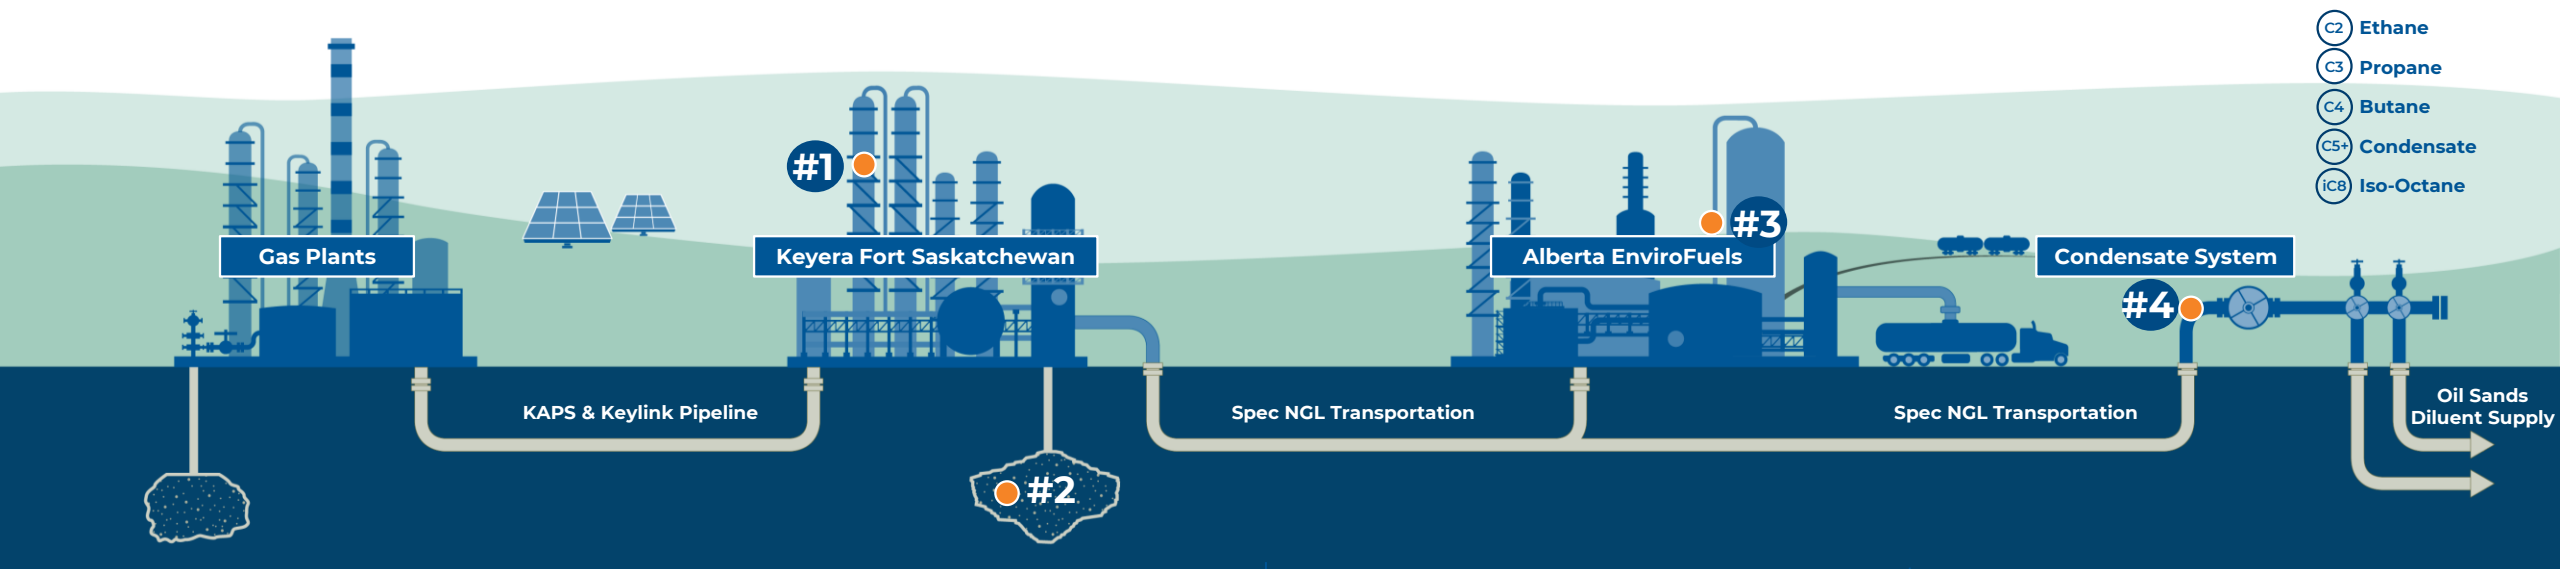 C2 Ethane
C3 Propane
C4 Butane
C5+ Condensate
iC8 Iso-Octane
#1
#3
Gas Plants
Keyera Fort Saskatchewan
Alberta EnviroFuels
Condensate System
#4
KAPS & Keylink Pipeline
Spec NGL Transportation
Spec NGL Transportation
Oil Sands
Diluent Supply
#2